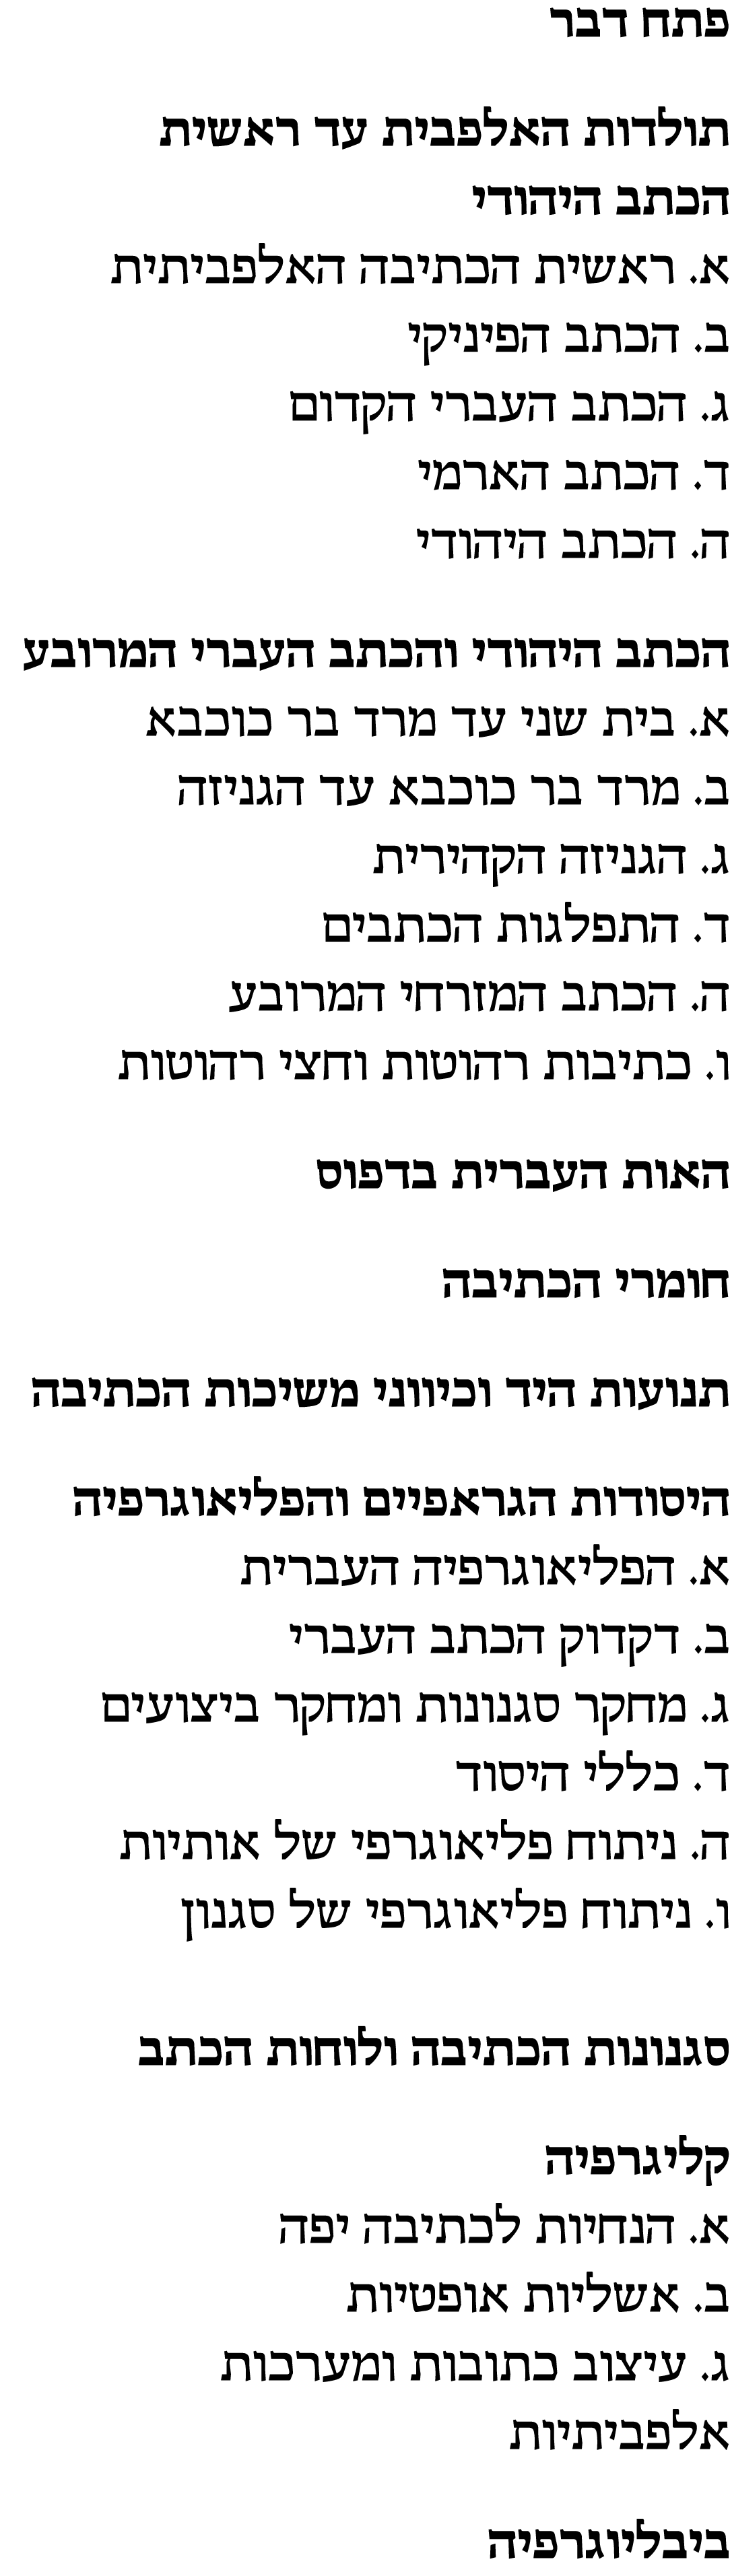 פתח דבר
תולדות האלפבית עד ראשית
הכתב היהודי
א. ראשית הכתיבה האלפביתית
ב. הכתב הפיניקי
ג. הכתב העברי הקדום
ד. הכתב הארמי
ה. הכתב היהודי
הכתב היהודי והכתב העברי המרובע
א. בית שני עד מרד בר כוכבא
ב. מרד בר כוכבא עד הגניזה
ג. הגניזה הקהירית
ד. התפלגות הכתבים
ה. הכתב המזרחי המרובע
ו. כתיבות רהוטות וחצי רהוטות
האות העברית בדפוס
חומרי הכתיבה
תנועות היד וכיווני משיכות הכתיבה
היסודות הגראפיים והפליאוגרפיה
א. הפליאוגרפיה העברית
ב. דקדוק הכתב העברי
ג. מחקר סגנונות ומחקר ביצועים
ד. כללי היסוד
ה. ניתוח פליאוגרפי של אותיות
ו. ניתוח פליאוגרפי של סגנון
סגנונות הכתיבה ולוחות הכתב
קליגרפיה
א. הנחיות לכתיבה יפה
ב. אשליות אופטיות
ג. עיצוב כתובות ומערכות
אלפביתיות
ביבליוגרפיה